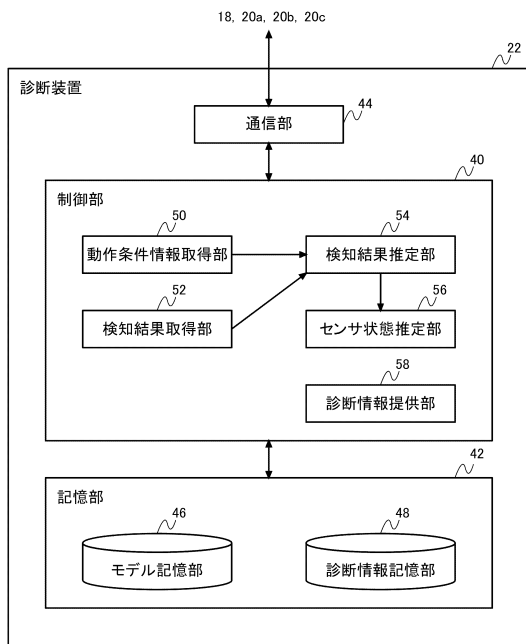 18, 20a, 20b, 20c
22
診断装置
44
通信部
40
制御部
50
動作条件情報取得部
54
検知結果推定部
52
検知結果取得部
56
センサ状態推定部
58
診断情報提供部
42
記憶部
46
モデル記憶部
48
診断情報記憶部